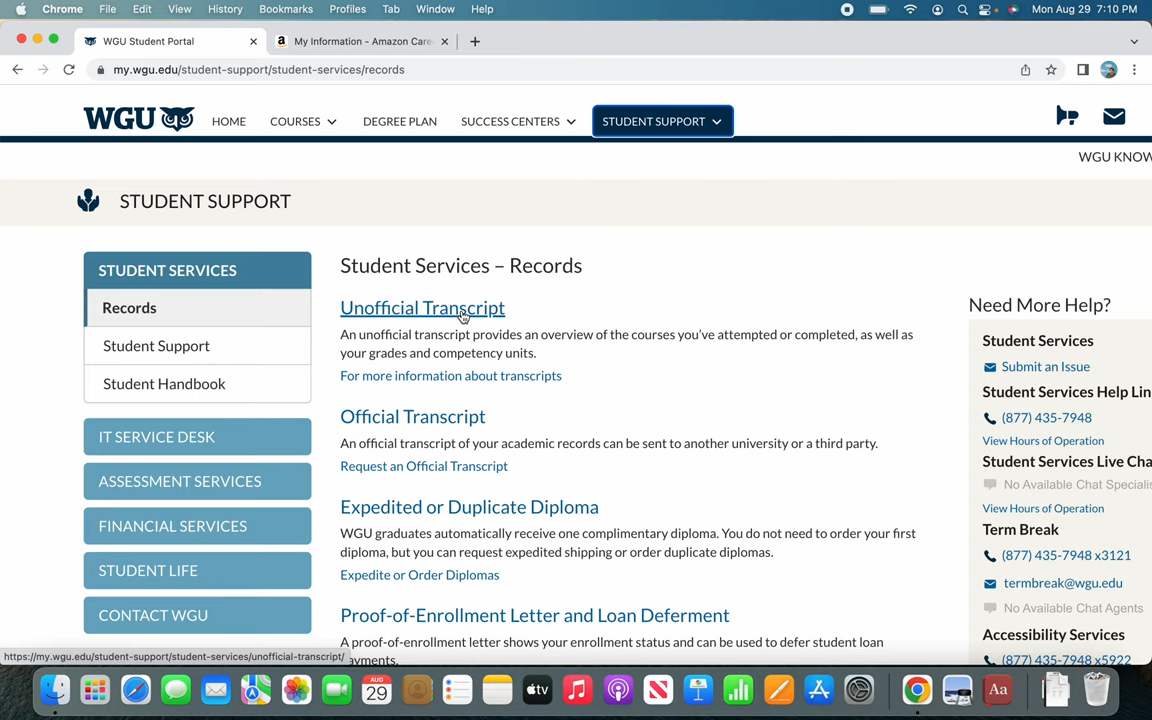 Chrome File Edit View History Bookmarks Profiles Tab Window Help Mon Aug 29 7:10 PM
WGU Student Portal
a My Information - Amazon Care
my.wgu.edu/student-support/student-services/records
WGU HOME COURSES DEGREE PLAN SUCCESS CENTERS STUDENT SUPPORT
WGU KNOW
STUDENT SUPPORT
STUDENT SERVICES
Records
Student Support
Student Handbook
IT SERVICE DESK
ASSESSMENT SERVICES
FINANCIAL SERVICES
STUDENT LIFE
CONTACT WGU
Student Services – Records
Unofficial Transcript
An unofficial transcript provides an overview of the courses you've attempted or completed, as well as
your grades and competency units.
For more information about transcripts
Official Transcript
An official transcript of your academic records can be sent to another university or a third party.
Request an Official Transcript
Expedited or Duplicate Diploma
WGU graduates automatically receive one complimentary diploma. You do not need to order your first
diploma, but you can request expedited shipping or order duplicate diplomas.
Expedite or Order Diplomas
Proof-of-Enrollment Letter and Loan Deferment
A proof-of-enrollment letter shows your enrollment status and can be used to defer student loan
ayments.
Need More Help?
Student Services
Submit an Issue
Student Services Help Lin
(877) 435-7948
View Hours of Operation
Student Services Live Cha
No Available Chat Specialis
View Hours of Operation
Term Break
(877) 435-7948 x3121
termbreak@wgu.edu
No Available Chat Agents
Accessibility Services
(877) 435-7948 x5922
https://my.wgu.edu/student-support/student-services/unofficial-transcript/
AUG
29
tv
Aa